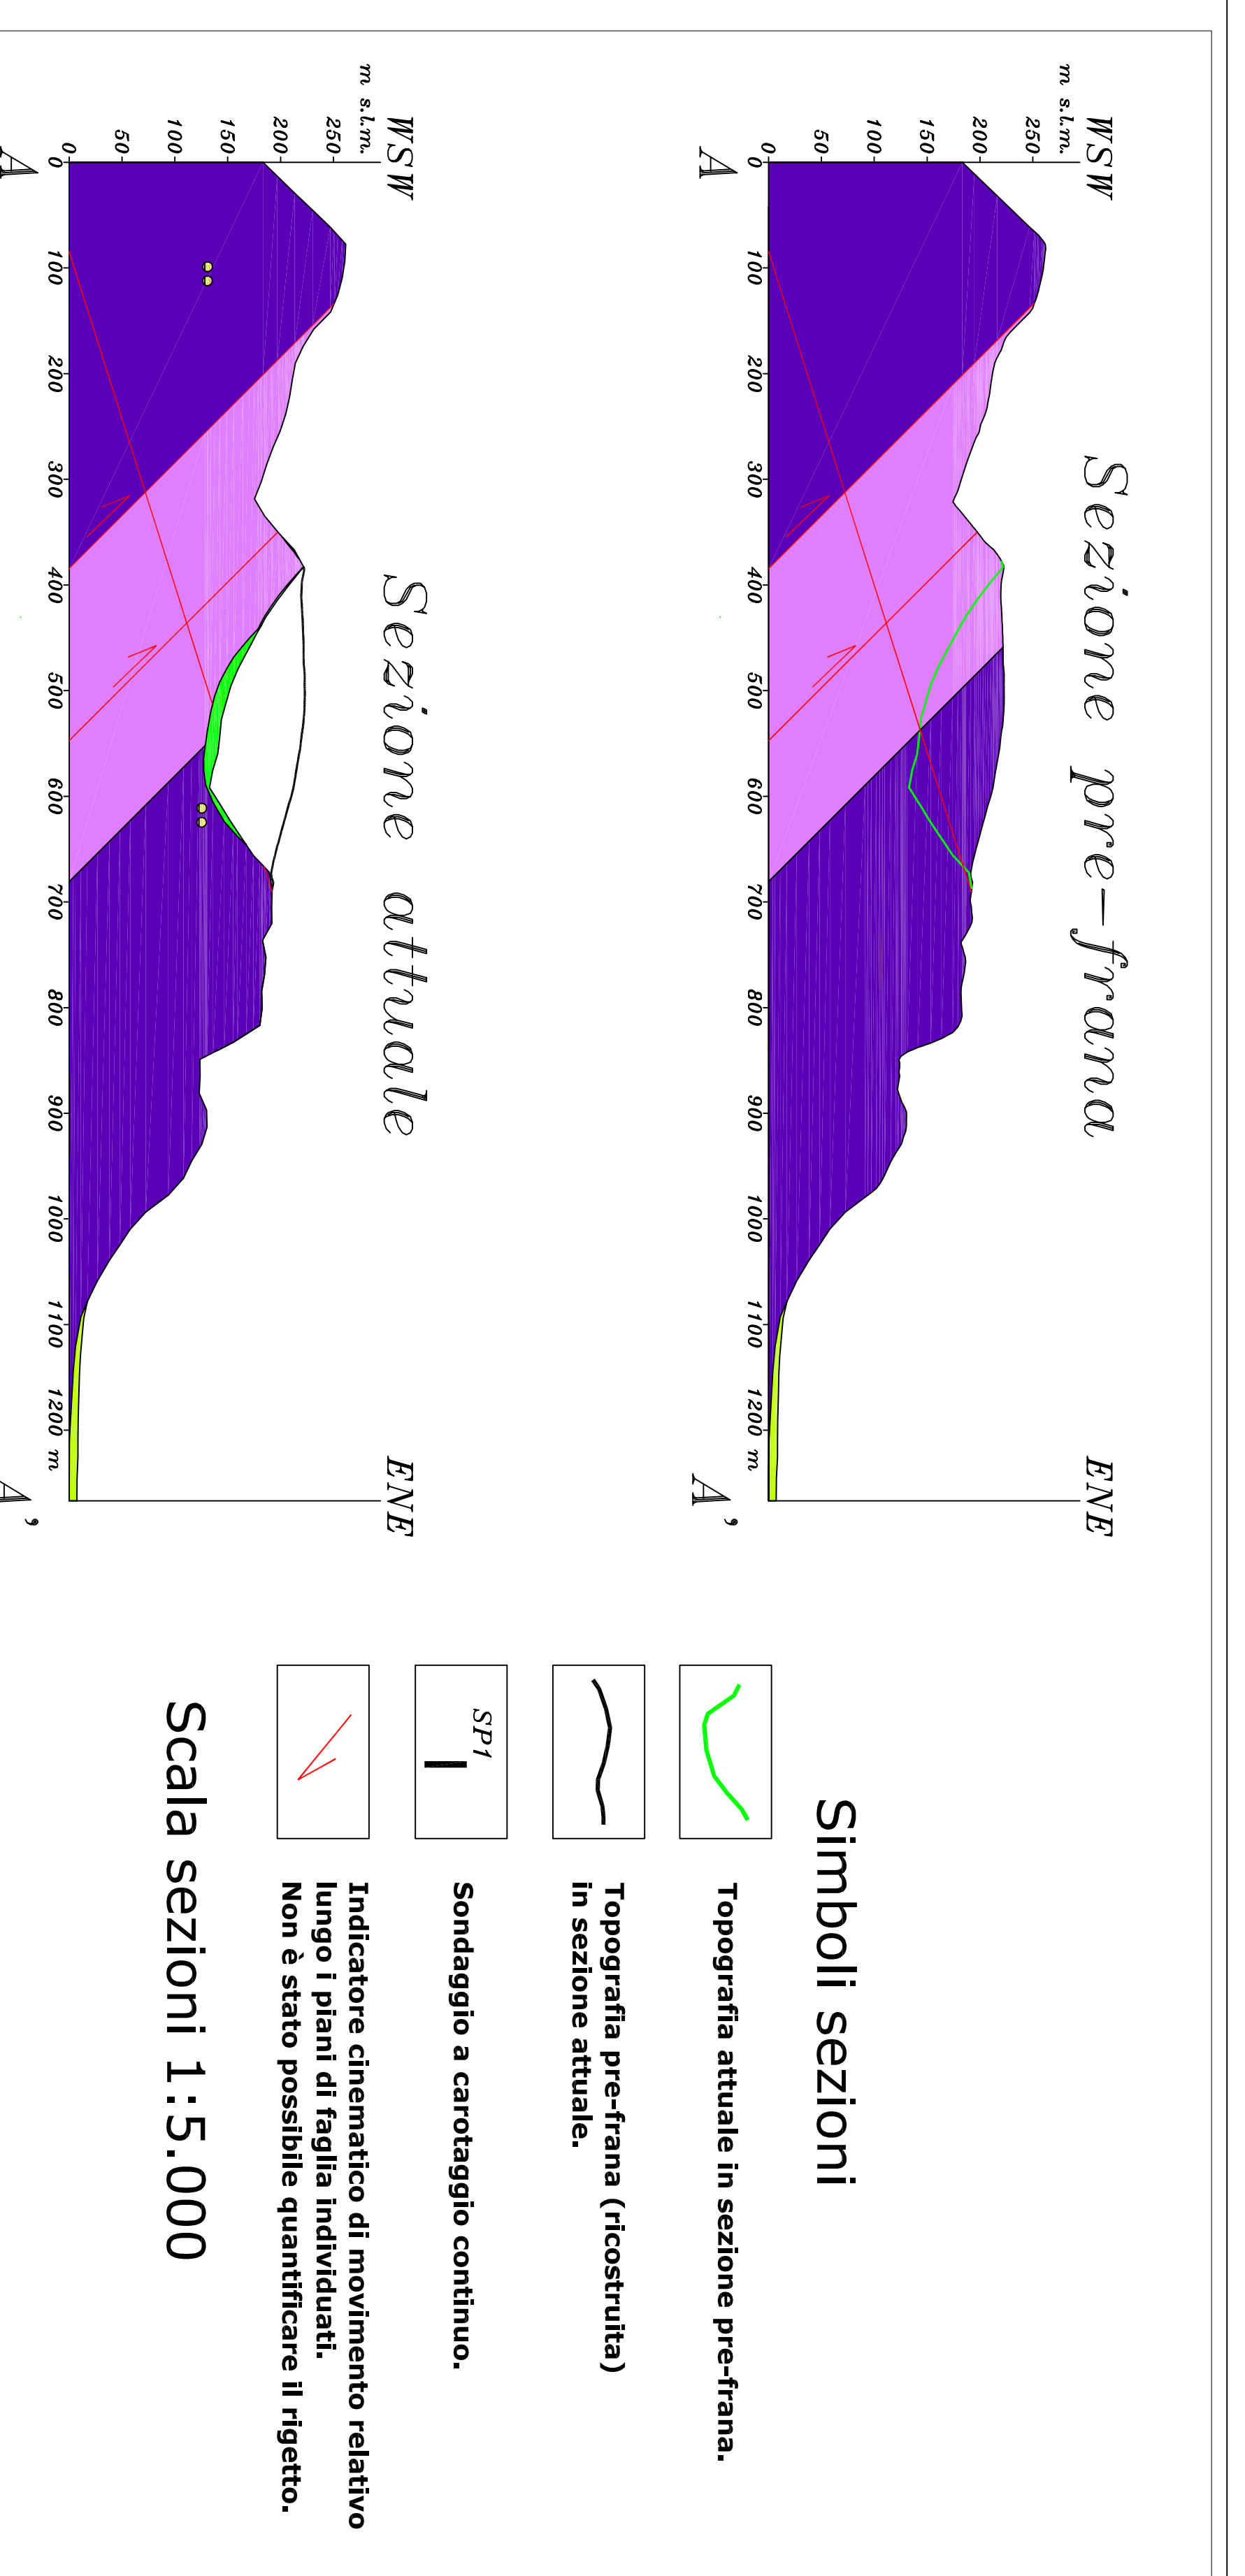 Sezione pre-frana
WSW
ENE
m s.l.m.
250
200
150
100
50
0
0 100 200 300 400 500 600 700 800 900 1000 1100 1200 m
A
A'
Sezione attuale
WSW
ENE
m s.l.m.
250
200
150
100
50
0
0 100 200 300 400 500 600 700 800 900 1000 1100 1200 m
A
A'
Simboli sezioni
Topografia attuale in sezione pre-frana.
Topografia pre-frana (ricostruita)
in sezione attuale.
SP1
Sondaggio a carotaggio continuo.
Indicatore cinematico di movimento relativo
lungo i piani di faglia individuati.
Non è stato possibile quantificare il rigetto.
Scala sezioni 1:5.000